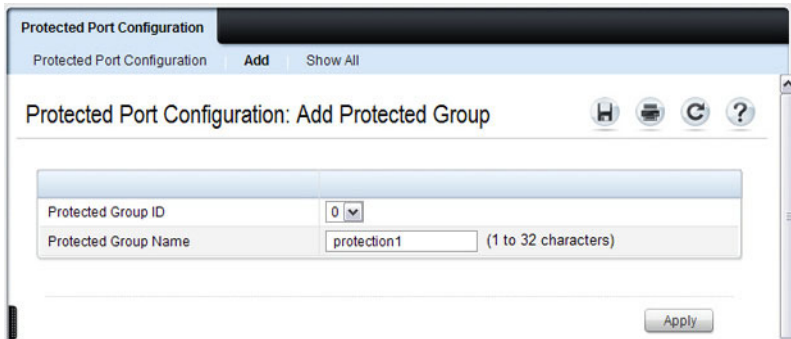 Protected Port Configuration
Protected Port Configuration Add Show All
Protected Port Configuration: Add Protected Group
Protected Group ID 0
Protected Group Name protection1 (1 to 32 characters)
Apply